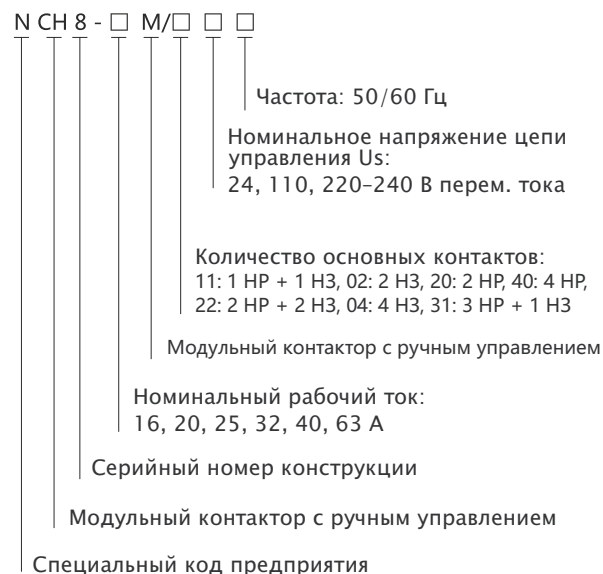 N CH 8 - □ M/□ □ □
Частота: 50/60 Гц
Номинальное напряжение цепи
управления Us:
24, 110, 220–240 В перем. тока
Количество основных контактов:
11: 1 НР + 1 НЗ, 02: 2 НЗ, 20: 2 НР, 40: 4 НР,
22: 2 НР + 2 НЗ, 04: 4 НЗ, 31: 3 НР + 1 НЗ
Модульный контактор с ручным управлением
Номинальный рабочий ток:
16, 20, 25, 32, 40, 63 А
Серийный номер конструкции
Модульный контактор с ручным управлением
Специальный код предприятия